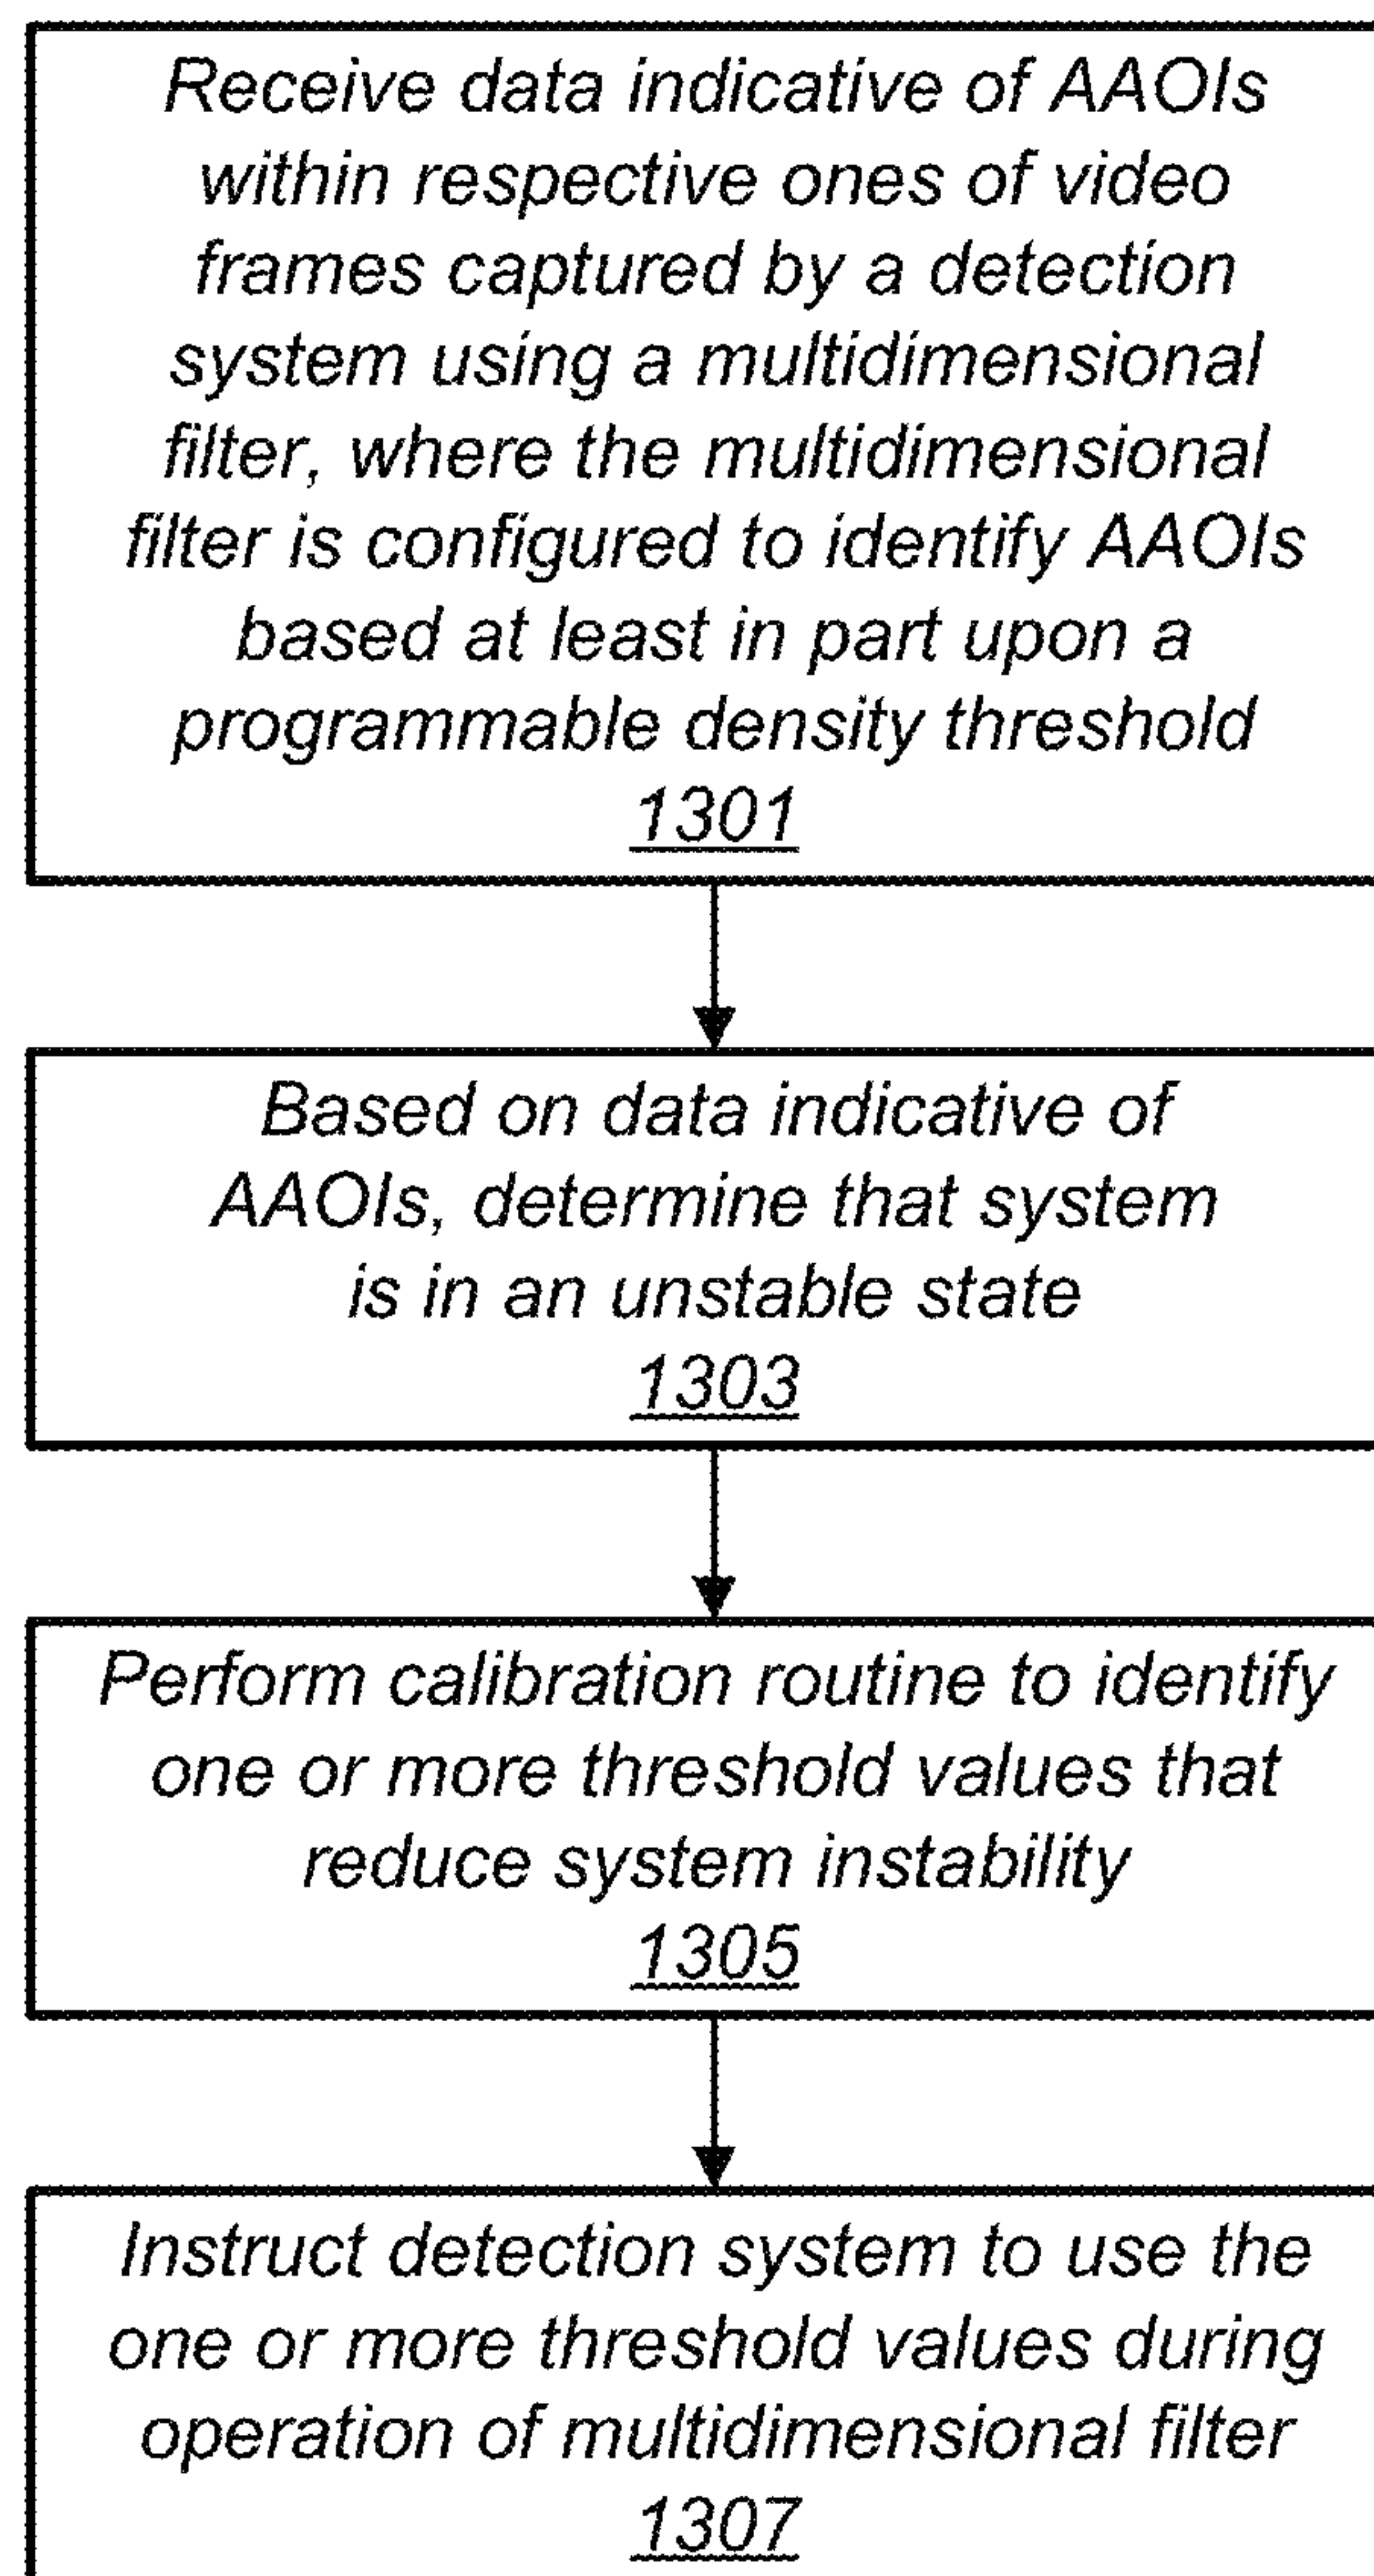 Receive data indicative of AAOIs
within respective ones of video
frames captured by a detection
system using a multidimensional
filter, where the multidimensional
filter is configured to identify AAOIs
based at least in part upon a
programmable density threshold
1301
Based on data indicative of
AAOIs, determine that system
is in an unstable state
1303
Perform calibration routine to identify
one or more threshold values that
reduce system instability
1305
Instruct detection system to use the
one or more threshold values during
operation of multidimensional filter
1307